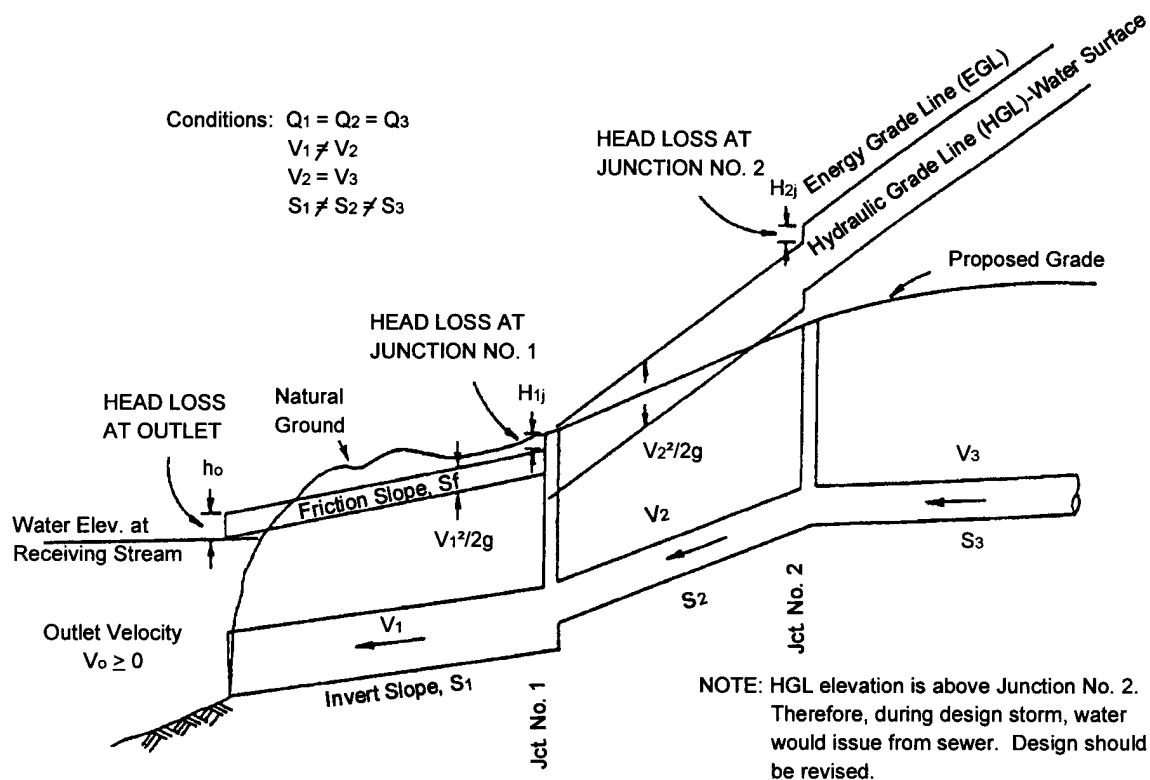 Conditions: Q1 = Q2 = Q3
V1 ≠ V2
V2 = V3
S1 ≠ S2 ≠ S3
HEAD LOSS AT
JUNCTION NO. 2
H2j
Energy Grade Line (EGL)
Hydraulic Grade Line (HGL)-Water Surface
Proposed Grade
HEAD LOSS AT
JUNCTION NO. 1
H1j
Natural
Ground
HEAD LOSS
AT OUTLET
ho
Friction Slope, Sf
V1²/2g
V2²/2g
Water Elev. at
Receiving Stream
V3
S3
V2
S2
Outlet Velocity
Vo ≥ 0
V1
Invert Slope, S1
Jct. No. 1
Jct. No. 2
NOTE: HGL elevation is above Junction No. 2.
Therefore, during design storm, water
would issue from sewer. Design should
be revised.